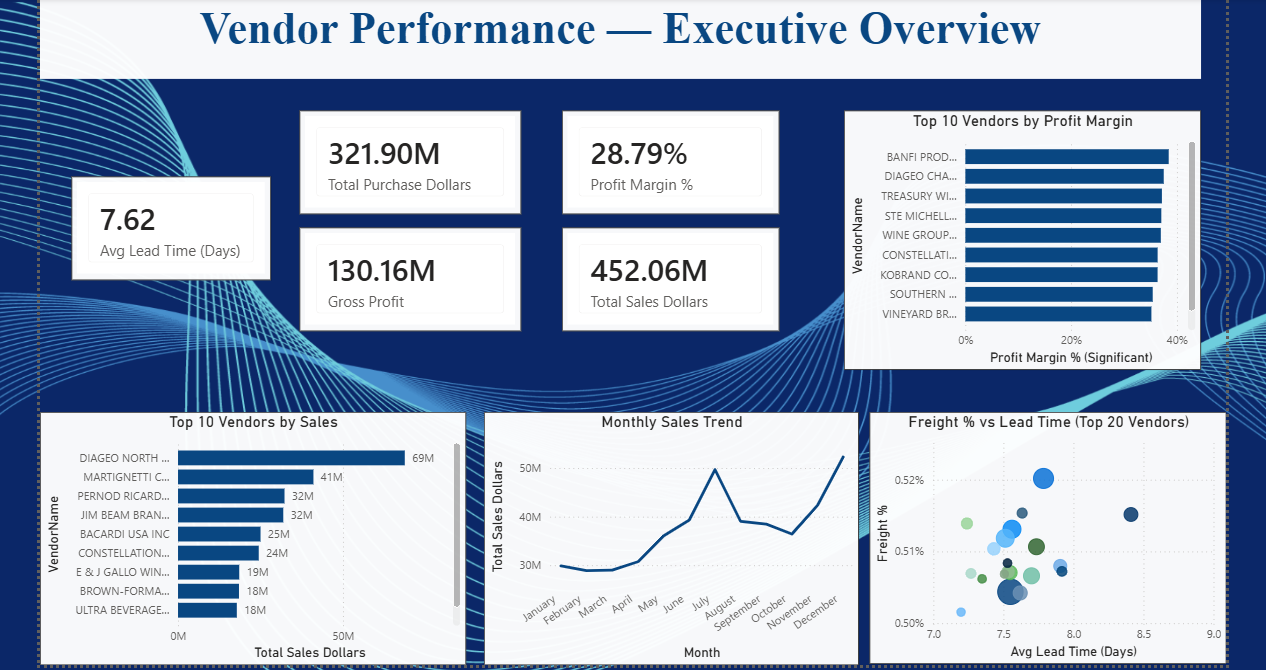 Vendor Performance — Executive Overview
7.62
Avg Lead Time (Days)
321.90M
Total Purchase Dollars
28.79%
Profit Margin %
130.16M
Gross Profit
452.06M
Total Sales Dollars
Top 10 Vendors by Profit Margin
VendorName
BANFI PROD...
DIAGEO CHA...
TREASURY WI...
STE MICHELL...
WINE GROUP...
CONSTELLATI...
KOBRAND CO...
SOUTHERN ...
VINEYARD BR...
0% 20% 40%
Profit Margin % (Significant)
Top 10 Vendors by Sales
VendorName
DIAGEO NORTH ... 69M
MARTIGNETTI C... 41M
PERNOD RICARD... 32M
JIM BEAM BRAN... 32M
BACARDI USA INC 25M
CONSTELLATION... 24M
E & J GALLO WIN... 19M
BROWN-FORMA... 18M
ULTRA BEVERAGE... 18M
0M 50M
Total Sales Dollars
Monthly Sales Trend
Total Sales Dollars
50M
40M
30M
January February March April May June July August September October November December
Month
Freight % vs Lead Time (Top 20 Vendors)
Freight %
0.52%
0.51%
0.50%
7.0 7.5 8.0 8.5 9.0
Avg Lead Time (Days)